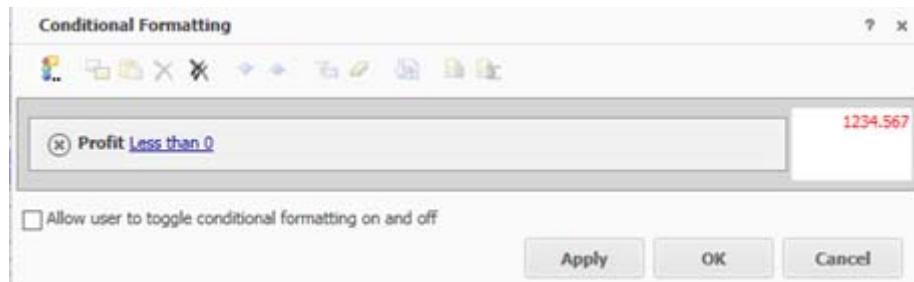 Conditional Formatting ? x
1234.567
Profit Less than 0
Allow user to toggle conditional formatting on and off
Apply OK Cancel